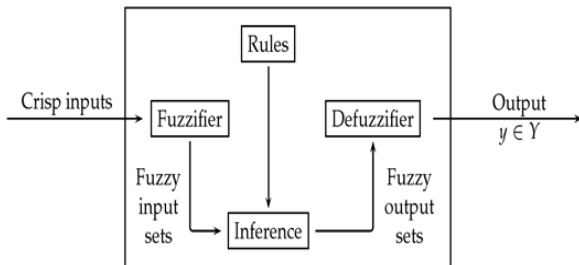 Rules
Crisp inputs
Fuzzifier
Defuzzifier
Output
y ∈ Y
Fuzzy
input
sets
Fuzzy
output
sets
Inference